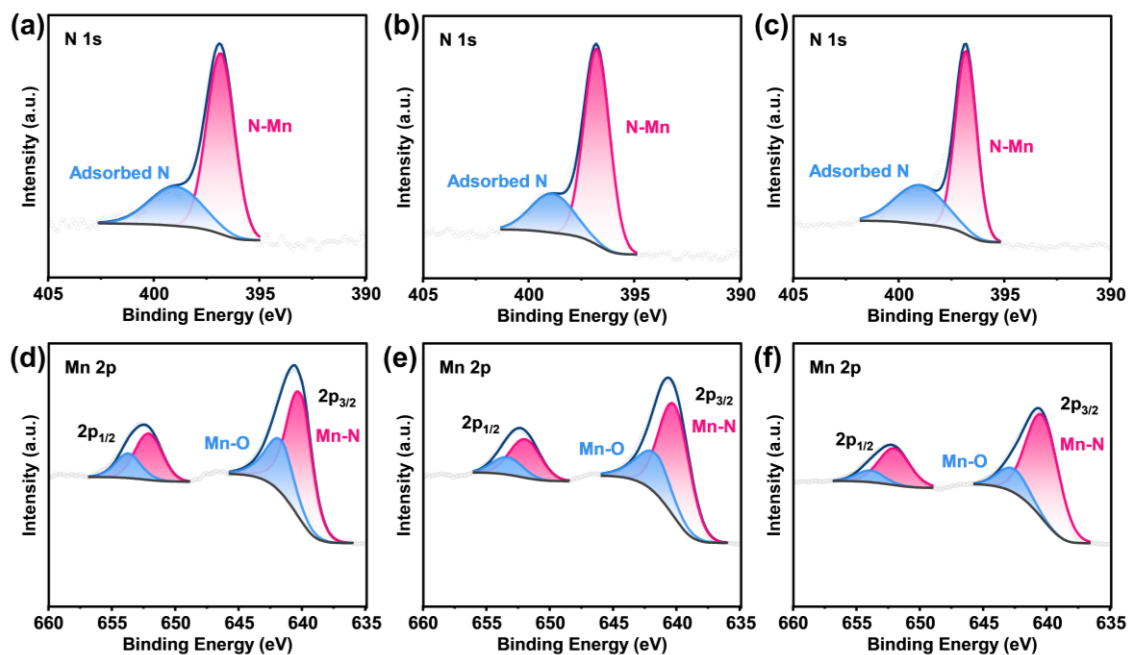 (a)
N 1s
N-Mn
Adsorbed N
Intensity (a.u.)
405 400 395 390
Binding Energy (eV)
(b)
N 1s
N-Mn
Adsorbed N
Intensity (a.u.)
405 400 395 390
Binding Energy (eV)
(c)
N 1s
N-Mn
Adsorbed N
Intensity (a.u.)
405 400 395 390
Binding Energy (eV)
(d)
Mn 2p
2p3/2
2p1/2
Mn-O
Mn-N
Intensity (a.u.)
660 655 650 645 640 635
Binding Energy (eV)
(e)
Mn 2p
2p3/2
2p1/2
Mn-O
Mn-N
Intensity (a.u.)
660 655 650 645 640 635
Binding Energy (eV)
(f)
Mn 2p
2p3/2
2p1/2
Mn-O
Mn-N
Intensity (a.u.)
660 655 650 645 640 635
Binding Energy (eV)